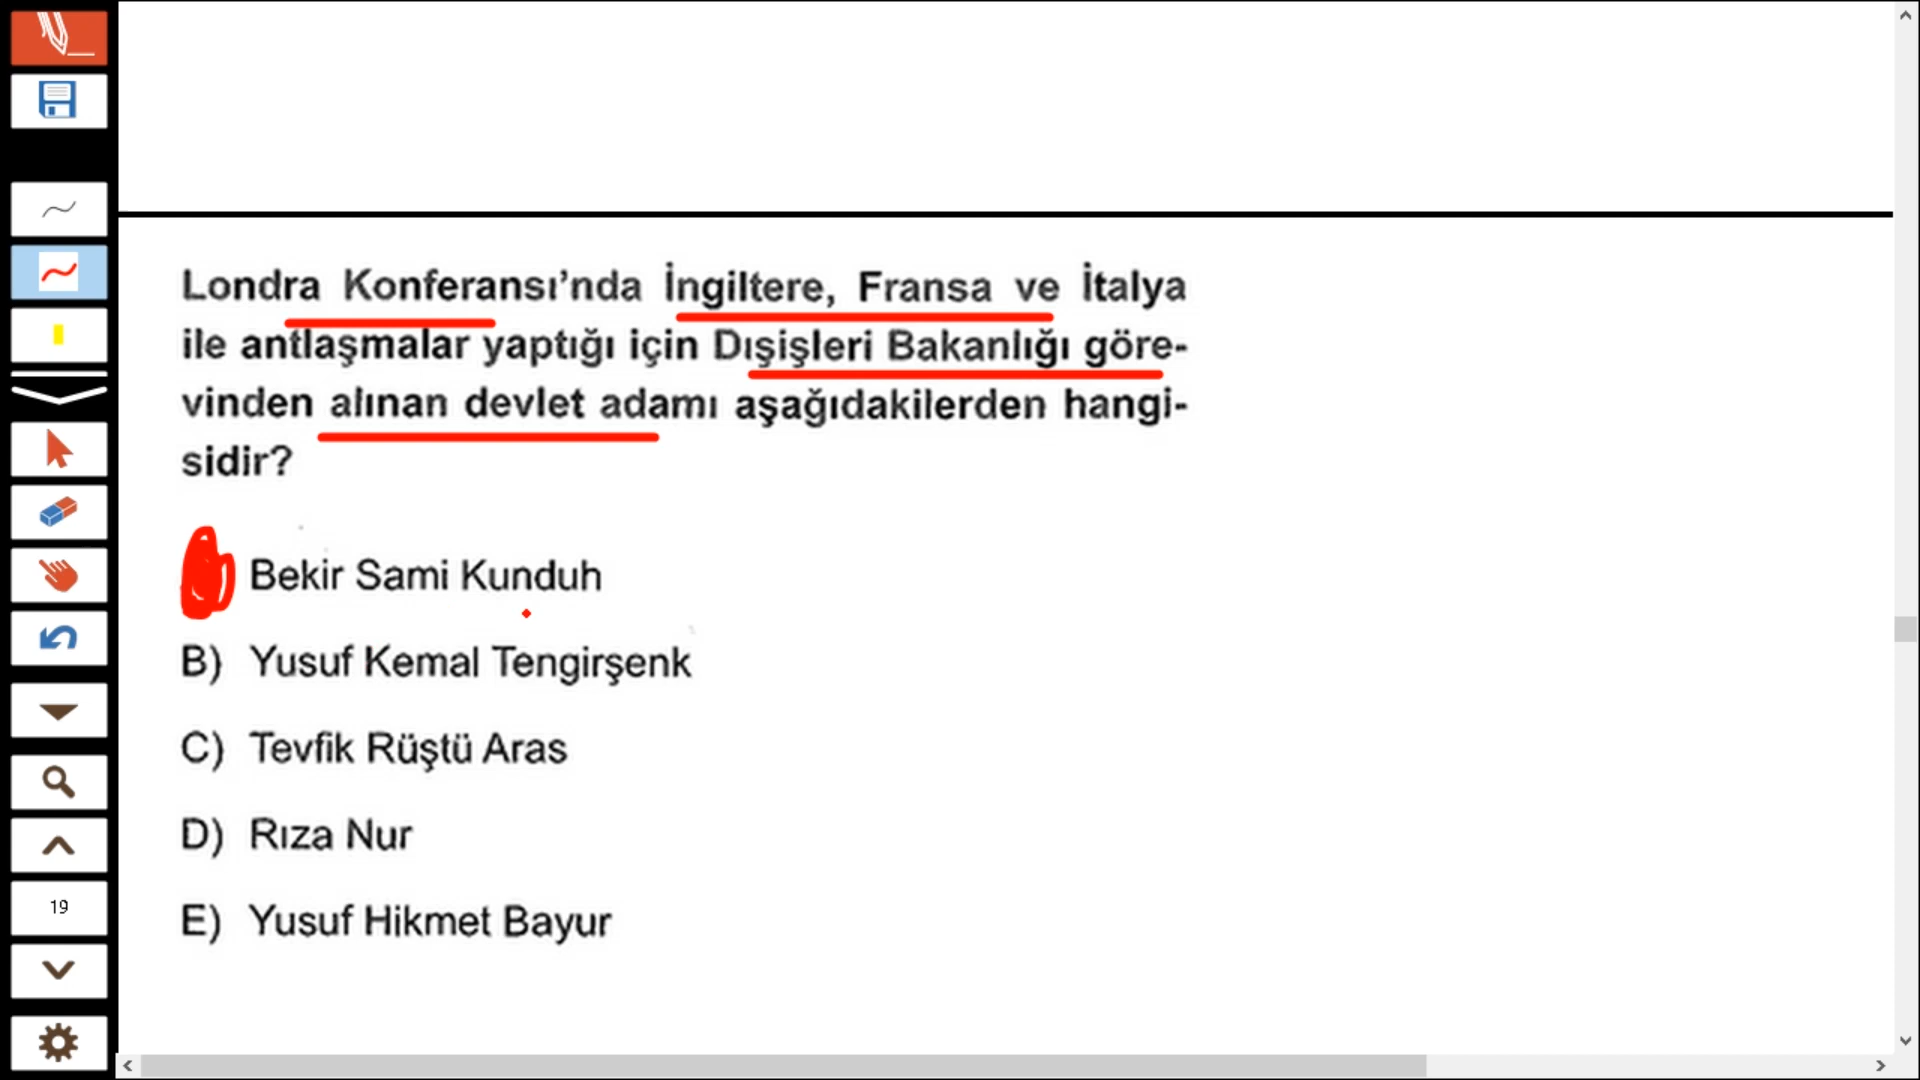 Londra Konferansı'nda İngiltere, Fransa ve İtalya
ile antlaşmalar yaptığı için Dışişleri Bakanlığı göre-
vinden alınan devlet adamı aşağıdakilerden hangi-
sidir?
Bekir Sami Kunduh
B) Yusuf Kemal Tengirşenk
C) Tevfik Rüştü Aras
D) Rıza Nur
E) Yusuf Hikmet Bayur
19